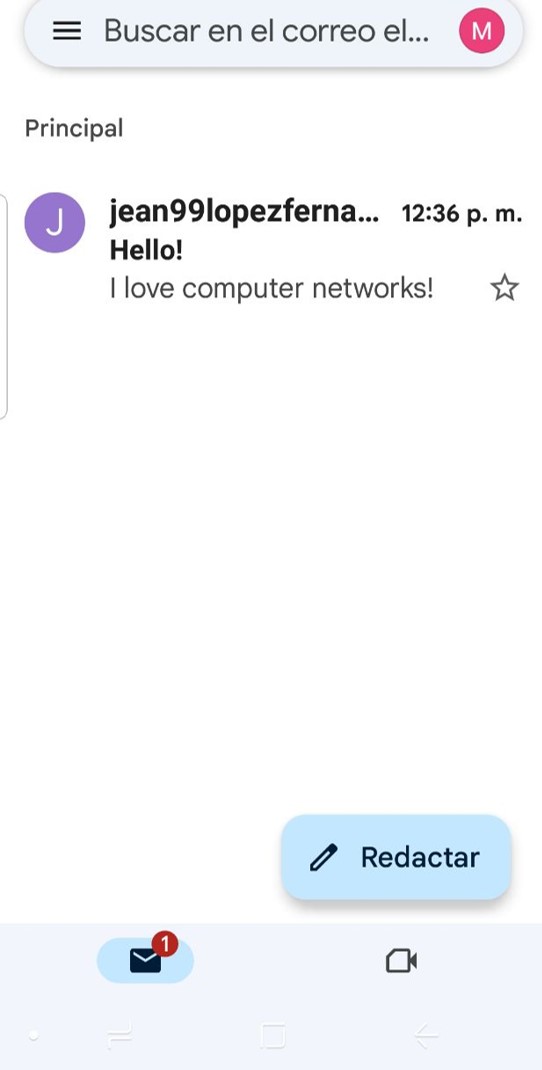 Buscar en el correo el...
M
Principal
J
jean99lopezferna... 12:36 p. m.
Hello!
I love computer networks!
Redactar
1